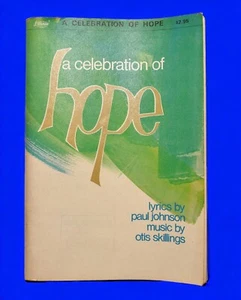 A CELEBRATION OF HOPE
a celebration of
hope
lyrics by
paul johnson
music by
otis skillings